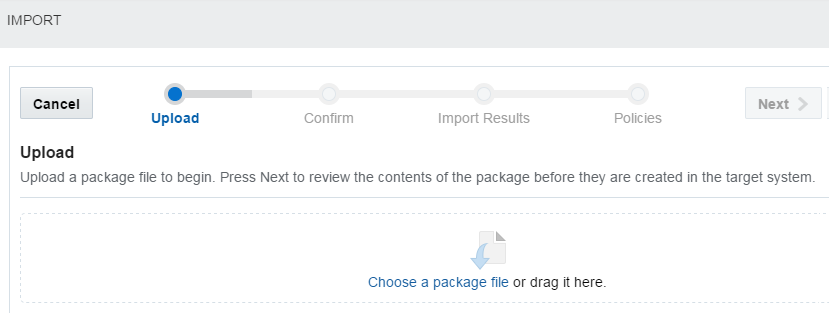 IMPORT
Cancel
Next
Upload
Confirm
Import Results
Policies
Upload
Upload a package file to begin. Press Next to review the contents of the package before they are created in the target system.
Choose a package file or drag it here.